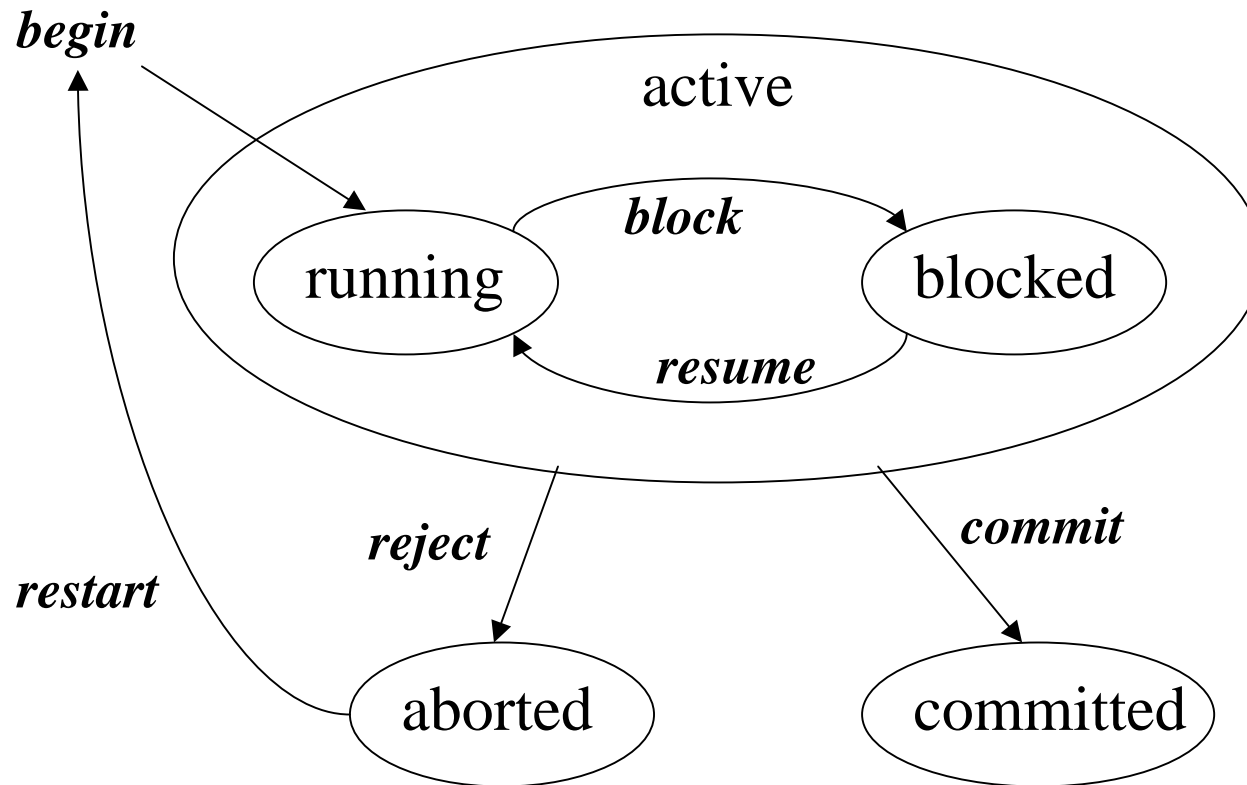 begin
active
block
running
blocked
resume
reject
commit
restart
aborted
committed